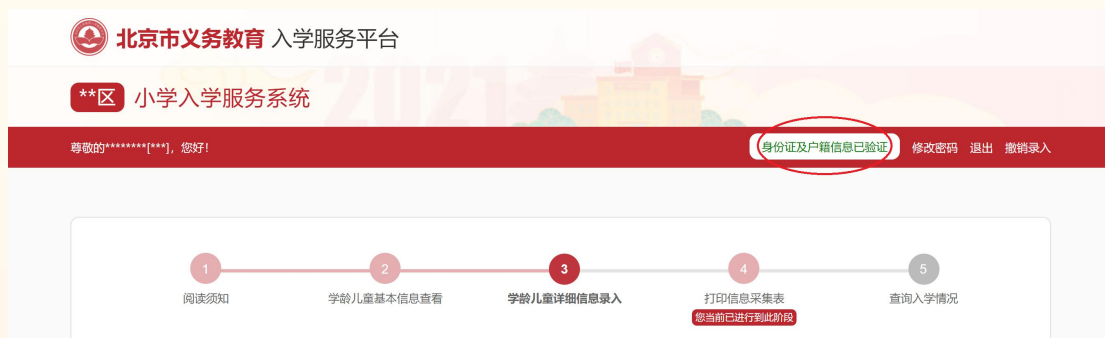 北京市义务教育 入学服务平台
2021
**区 小学入学服务系统
尊敬的********[***]，您好! 身份证及户籍信息已验证 修改密码 退出 撤销录入
1 2 3 4 5
阅读须知 学龄儿童基本信息查看 学龄儿童详细信息录入 打印信息采集表 查询入学情况
您当前已进行到此阶段